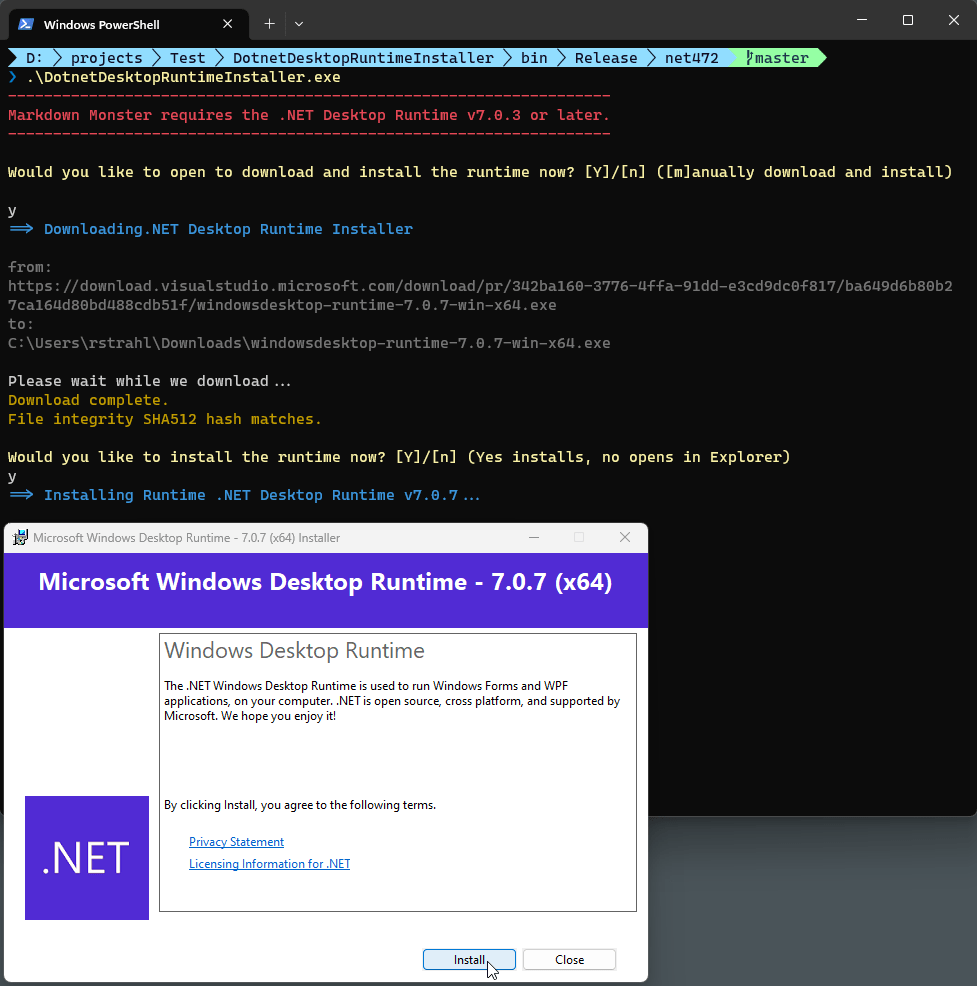 Windows PowerShell
D: projects Test DotnetDesktopRuntimeInstaller bin Release net472 master
❯ .\DotnetDesktopRuntimeInstaller.exe
-------------------------------------------------------------------
Markdown Monster requires the .NET Desktop Runtime v7.0.3 or later.
-------------------------------------------------------------------
Would you like to open to download and install the runtime now? [Y]/[n] ([m]anually download and install)
y
==> Downloading.NET Desktop Runtime Installer
from:
https://download.visualstudio.microsoft.com/download/pr/342ba160-3776-4ffa-91dd-e3cd9dc0f817/ba649d6b80b2
7ca164d80bd488cdb51f/windowsdesktop-runtime-7.0.7-win-x64.exe
to:
C:\Users\rstrahl\Downloads\windowsdesktop-runtime-7.0.7-win-x64.exe
Please wait while we download...
Download complete.
File integrity SHA512 hash matches.
Would you like to install the runtime now? [Y]/[n] (Yes installs, no opens in Explorer)
y
==> Installing Runtime .NET Desktop Runtime v7.0.7...
Microsoft Windows Desktop Runtime - 7.0.7 (x64) Installer
Microsoft Windows Desktop Runtime - 7.0.7 (x64)
Windows Desktop Runtime
The .NET Windows Desktop Runtime is used to run Windows Forms and WPF
applications, on your computer. .NET is open source, cross platform, and supported by
Microsoft. We hope you enjoy it!
By clicking Install, you agree to the following terms.
Privacy Statement
Licensing Information for .NET
.NET
Install
Close